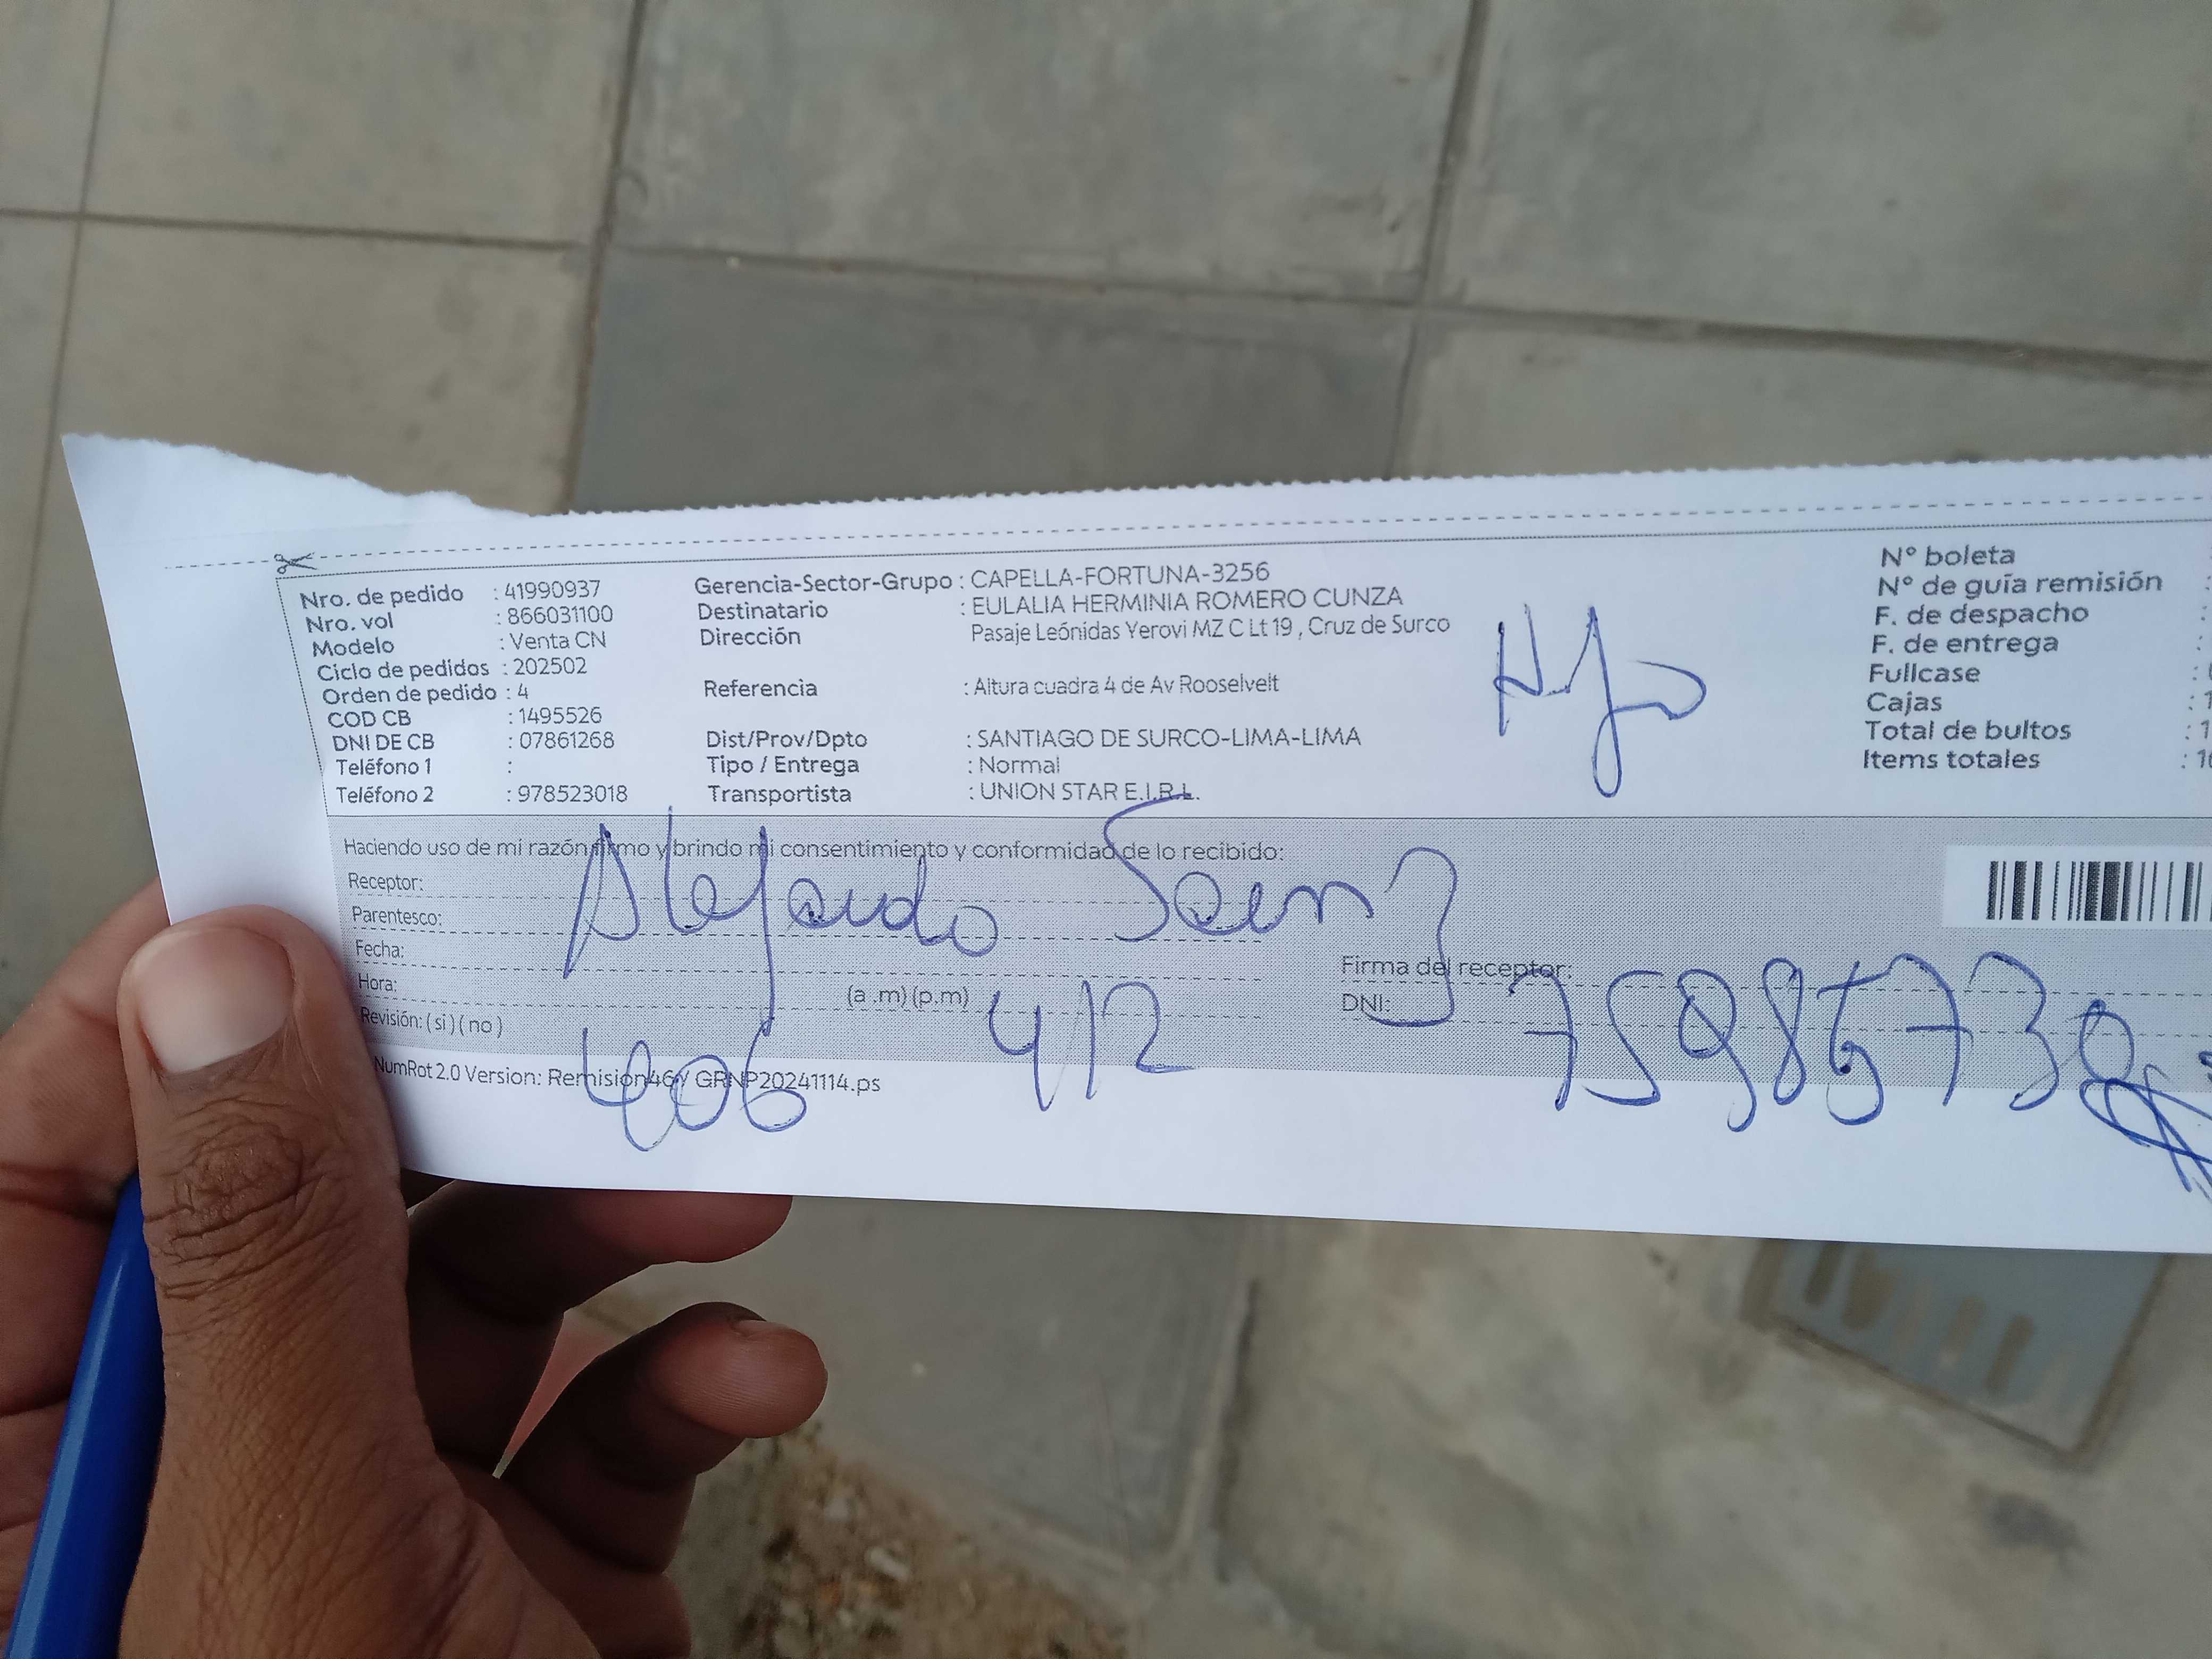 Nro. de pedido : 41990937
Nro. vol : 866031100
Modelo : Venta CN
Ciclo de pedidos : 202502
Orden de pedido : 4
COD CB : 1495526
DNI DE CB : 07861268
Teléfono 1 :
Teléfono 2 : 978523018
Gerencia-Sector-Grupo : CAPELLA-FORTUNA-3256
Destinatario : EULALIA HERMINIA ROMERO CUNZA
Dirección Pasaje Leónidas Yerovi MZ C Lt 19 , Cruz de Surco
Referencia : Altura cuadra 4 de Av Rooselvelt
Dist/Prov/Dpto : SANTIAGO DE SURCO-LIMA-LIMA
Tipo / Entrega : Normal
Transportista : UNION STAR E.I.R.L.
Hijo
N° boleta
N° de guía remisión :
F. de despacho :
F. de entrega :
Fullcase :
Cajas : 1
Total de bultos : 1
Items totales :
Haciendo uso de mi razón firmo y brindo mi consentimiento y conformidad de lo recibido:
Receptor:
Parentesco:
Alejandro Saenz
Fecha:
Hora: (a .m) (p.m)
Revisión: ( si ) ( no )
Firma del receptor:
DNI:
406 412 75985730
NumRot 2.0 Version: Remision46Y GRNP20241114.ps